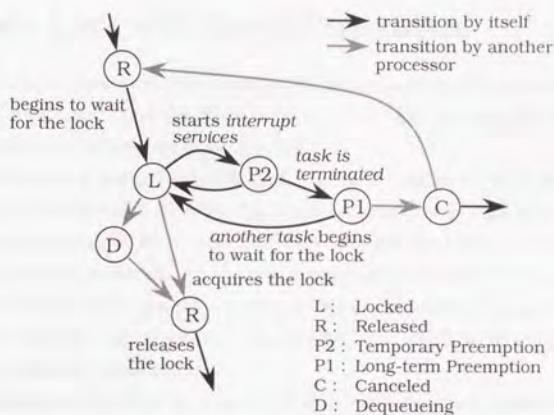 transition by itself
transition by another
processor
R
begins to wait
for the lock
starts interrupt
services
task is
terminated
L
P2
P1
C
D
another task begins
to wait for the lock
acquires the lock
R
releases
the lock
L : Locked
R : Released
P2 : Temporary Preemption
P1 : Long-term Preemption
C : Canceled
D : Dequeueing